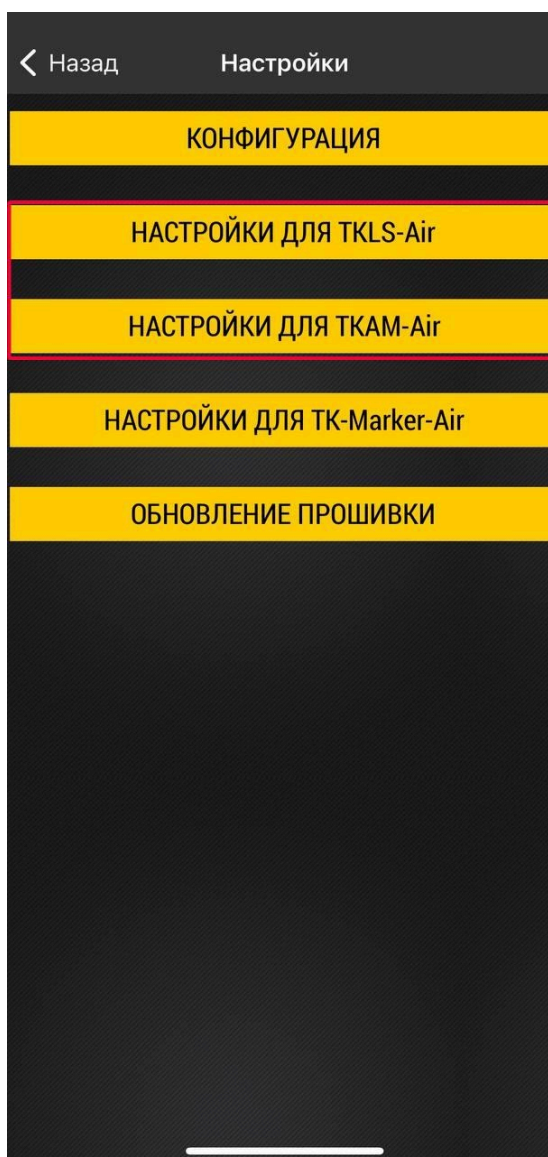 Назад
Настройки
КОНФИГУРАЦИЯ
НАСТРОЙКИ ДЛЯ TKLS-Air
НАСТРОЙКИ ДЛЯ TKAM-Air
НАСТРОЙКИ ДЛЯ TK-Marker-Air
ОБНОВЛЕНИЕ ПРОШИВКИ